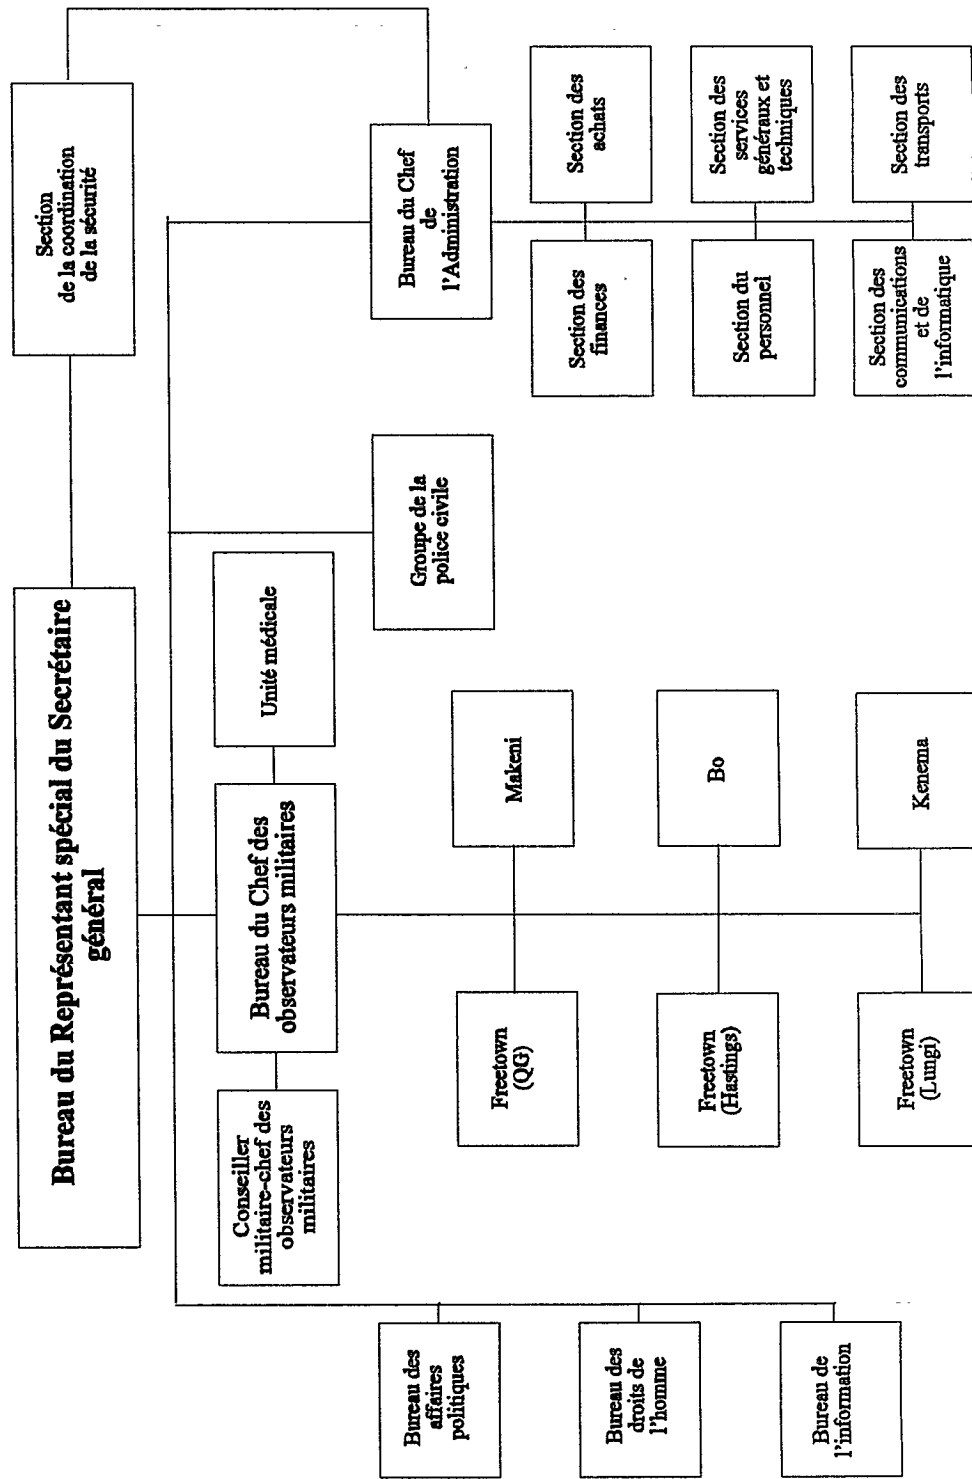 Bureau du Représentant spécial du Secrétaire
général
Section
de la coordination
de la sécurité
Conseiller
militaire-chef des
observateurs
militaires
Bureau du Chef des
observateurs militaires
Unité médicale
Bureau des
affaires
politiques
Bureau des
droits de
l'homme
Bureau de
l'information
Freetown
(QG)
Makeni
Freetown
(Hastings)
Bo
Freetown
(Lungi)
Kenema
Groupe de la
police civile
Bureau du Chef
de
l'Administration
Section des
finances
Section des
achats
Section du
personnel
Section des
services
généraux et
techniques
Section des
communications
et de
l'informatique
Section des
transports